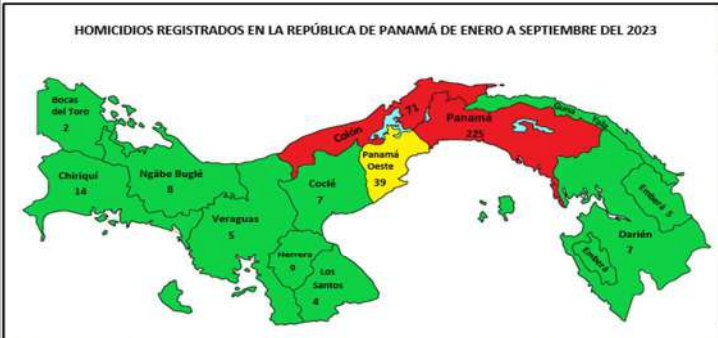 HOMICIDIOS REGISTRADOS EN LA REPÚBLICA DE PANAMÁ DE ENERO A SEPTIEMBRE DEL 2023
Bocas
del Toro
2
Chiriquí
14
Ngäbe Buglé
8
Veraguas
5
Herrera
9
Los
Santos
4
Coclé
7
Colón
71
Panamá
Oeste
39
Panamá
225
Guna Yala
Emberá 5
Emberá
Darién
7